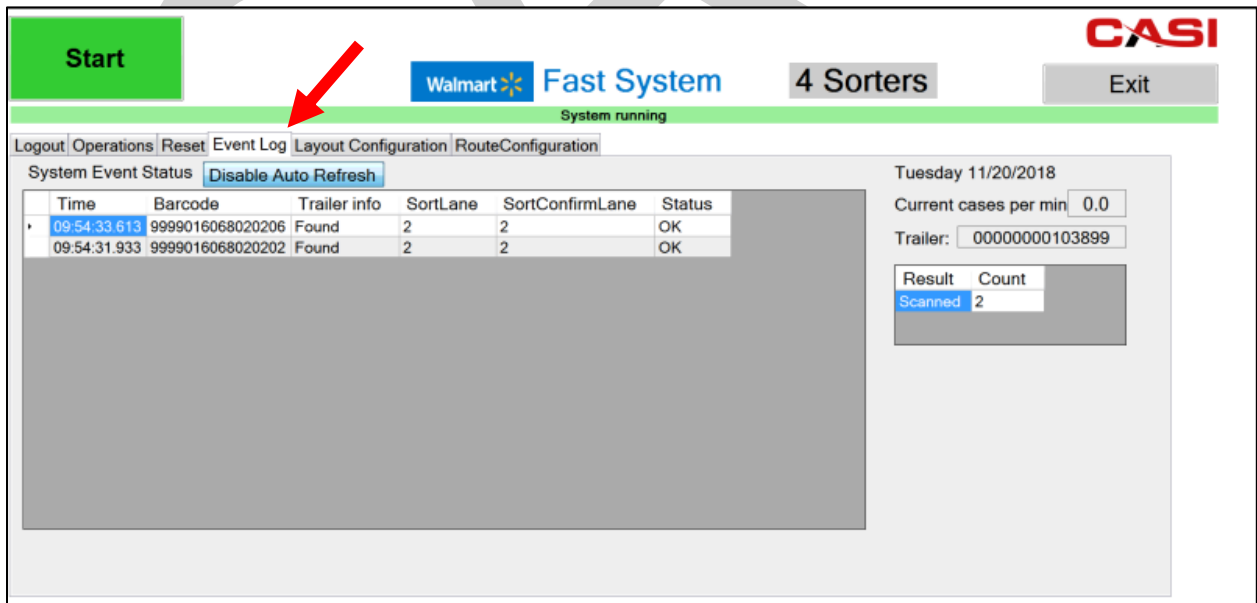 CASI
Start
Walmart Fast System 4 Sorters Exit
System running
Logout Operations Reset Event Log Layout Configuration RouteConfiguration
System Event Status Disable Auto Refresh
Time Barcode Trailer info SortLane SortConfirmLane Status
09:54:33.613 9999016068020206 Found 2 2 OK
09:54:31.933 9999016068020202 Found 2 2 OK
Tuesday 11/20/2018
Current cases per min 0.0
Trailer: 00000000103899
Result Count
Scanned 2